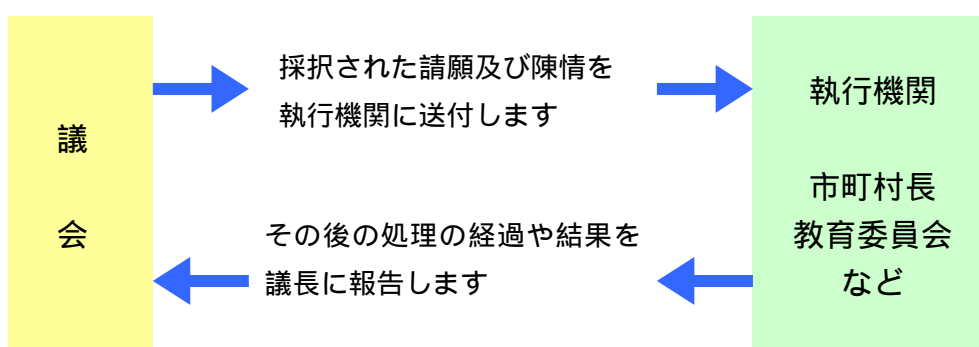 議
会
採択された請願及び陳情を
執行機関に送付します
その後の処理の経過や結果を
議長に報告します
執行機関
市町村長
教育委員会
など